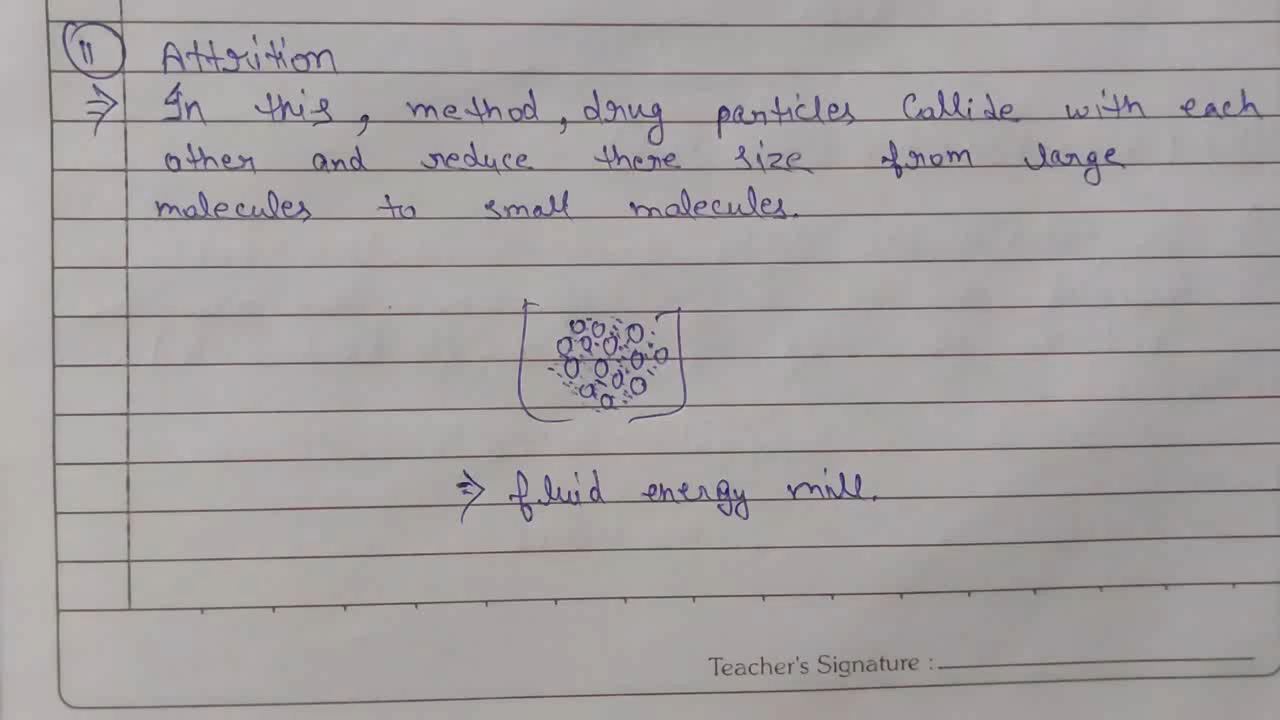 11 Attrition
⇒ In this, method, drug particles Collide with each
other and reduce there size from large
molecules to small molecules.
⇒ fluid energy mill.
Teacher's Signature :